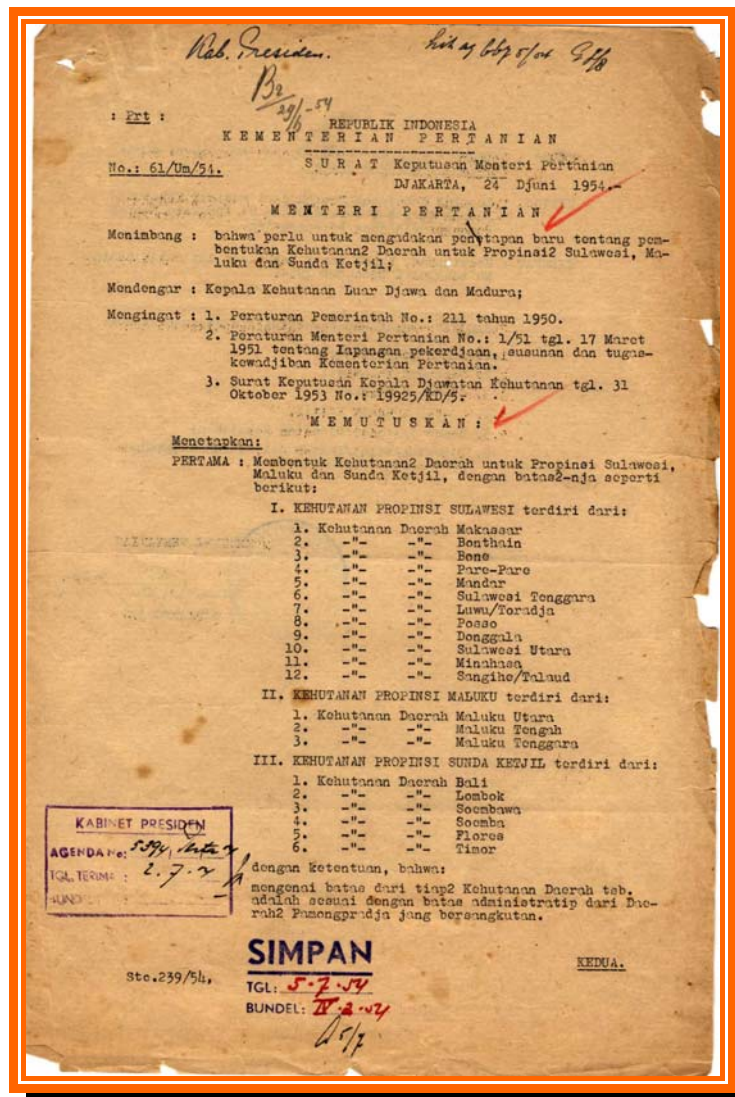 Kab. Presiden.
B2
29/6-54
: Prt :
REPUBLIK INDONESIA
KEMENTERIAN PERTANIAN
No.: 61/Um/54.
SURAT Keputusan Menteri Pertanian
DJAKARTA, 24 Djuni 1954.-
MENTERI PERTANIAN
Menimbang : bahwa perlu untuk mengadakan penetapan baru tentang pem-
bentukan Kehutanan2 Daerah untuk Propinsi2 Sulawesi, Ma-
luku dan Sunda Ketjil;
Mendengar : Kepala Kehutanan Luar Djawa dan Madura;
Mengingat : 1. Peraturan Pemerintah No.: 211 tahun 1950.
2. Peraturan Menteri Pertanian No.: 1/51 tgl. 17 Maret
1951 tentang lapangan pekerdjaan, susunan dan tugas-
kewadjiban Kementerian Pertanian.
3. Surat Keputusan Kepala Djawatan Kehutanan tgl. 31
Oktober 1953 No.: 19925/KD/5.
MEMUTUSKAN:
Menetapkan:
PERTAMA : Membentuk Kehutanan2 Daerah untuk Propinsi Sulawesi,
Maluku dan Sunda Ketjil, dengan batas2-nja seperti
berikut:
I. KEHUTANAN PROPINSI SULAWESI terdiri dari:
1. Kehutanan Daerah Makassar
2. -"- -"- Bonthain
3. -"- -"- Bone
4. -"- -"- Pare-Pare
5. -"- -"- Mandar
6. -"- -"- Sulawesi Tenggara
7. -"- -"- Luwu/Toradja
8. -"- -"- Posso
9. -"- -"- Donggala
10. -"- -"- Sulawesi Utara
11. -"- -"- Minahasa
12. -"- -"- Sangihe/Talaud
II. KEHUTANAN PROPINSI MALUKU terdiri dari:
1. Kehutanan Daerah Maluku Utara
2. -"- -"- Maluku Tengah
3. -"- -"- Maluku Tenggara
III. KEHUTANAN PROPINSI SUNDA KETJIL terdiri dari:
1. Kehutanan Daerah Bali
2. -"- -"- Lombok
3. -"- -"- Soembawa
4. -"- -"- Soemba
5. -"- -"- Flores
6. -"- -"- Timor
dengan ketentuan, bahwa:
mengenai batas dari tiap2 Kehutanan Daerah tsb.
adalah sesuai dengan batas administratip dari Dae-
rah2 Pamongpradja jang bersangkutan.
KABINET PRESIDEN
AGENDA No: 5594
TGL. TERIMA :
Stc.239/54,
KEDUA.
SIMPAN
TGL: 5-7-54
BUNDEL: